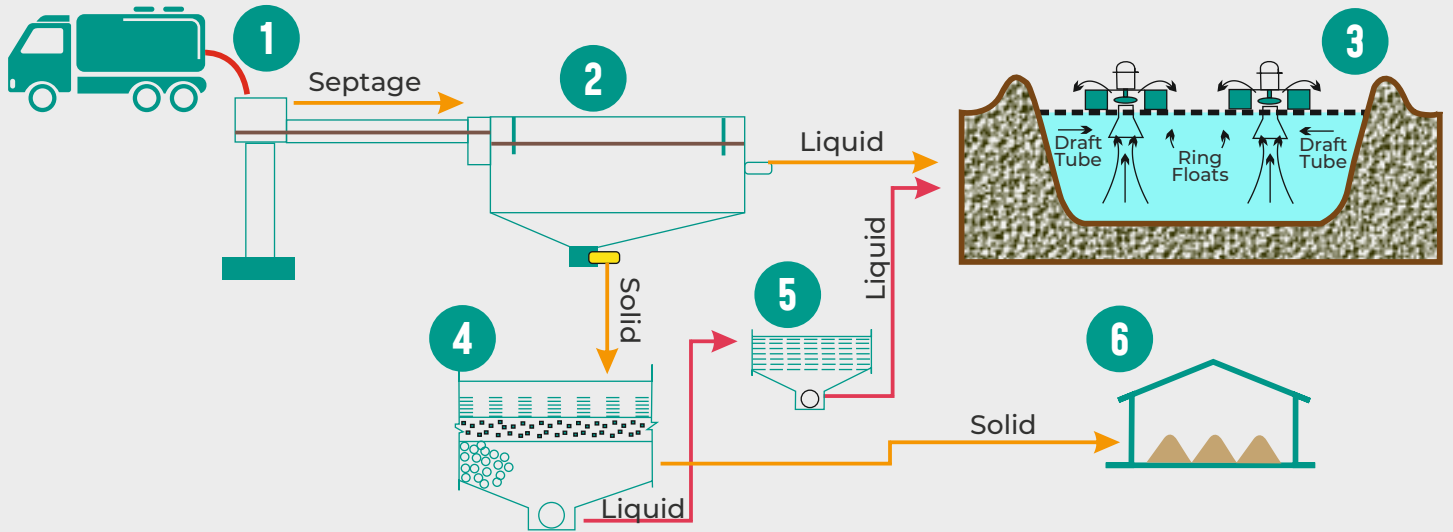 1
Septage
2
3
Liquid
Draft
Tube
Ring
Floats
Draft
Tube
Solid
Liquid
4
5
6
Solid
Liquid